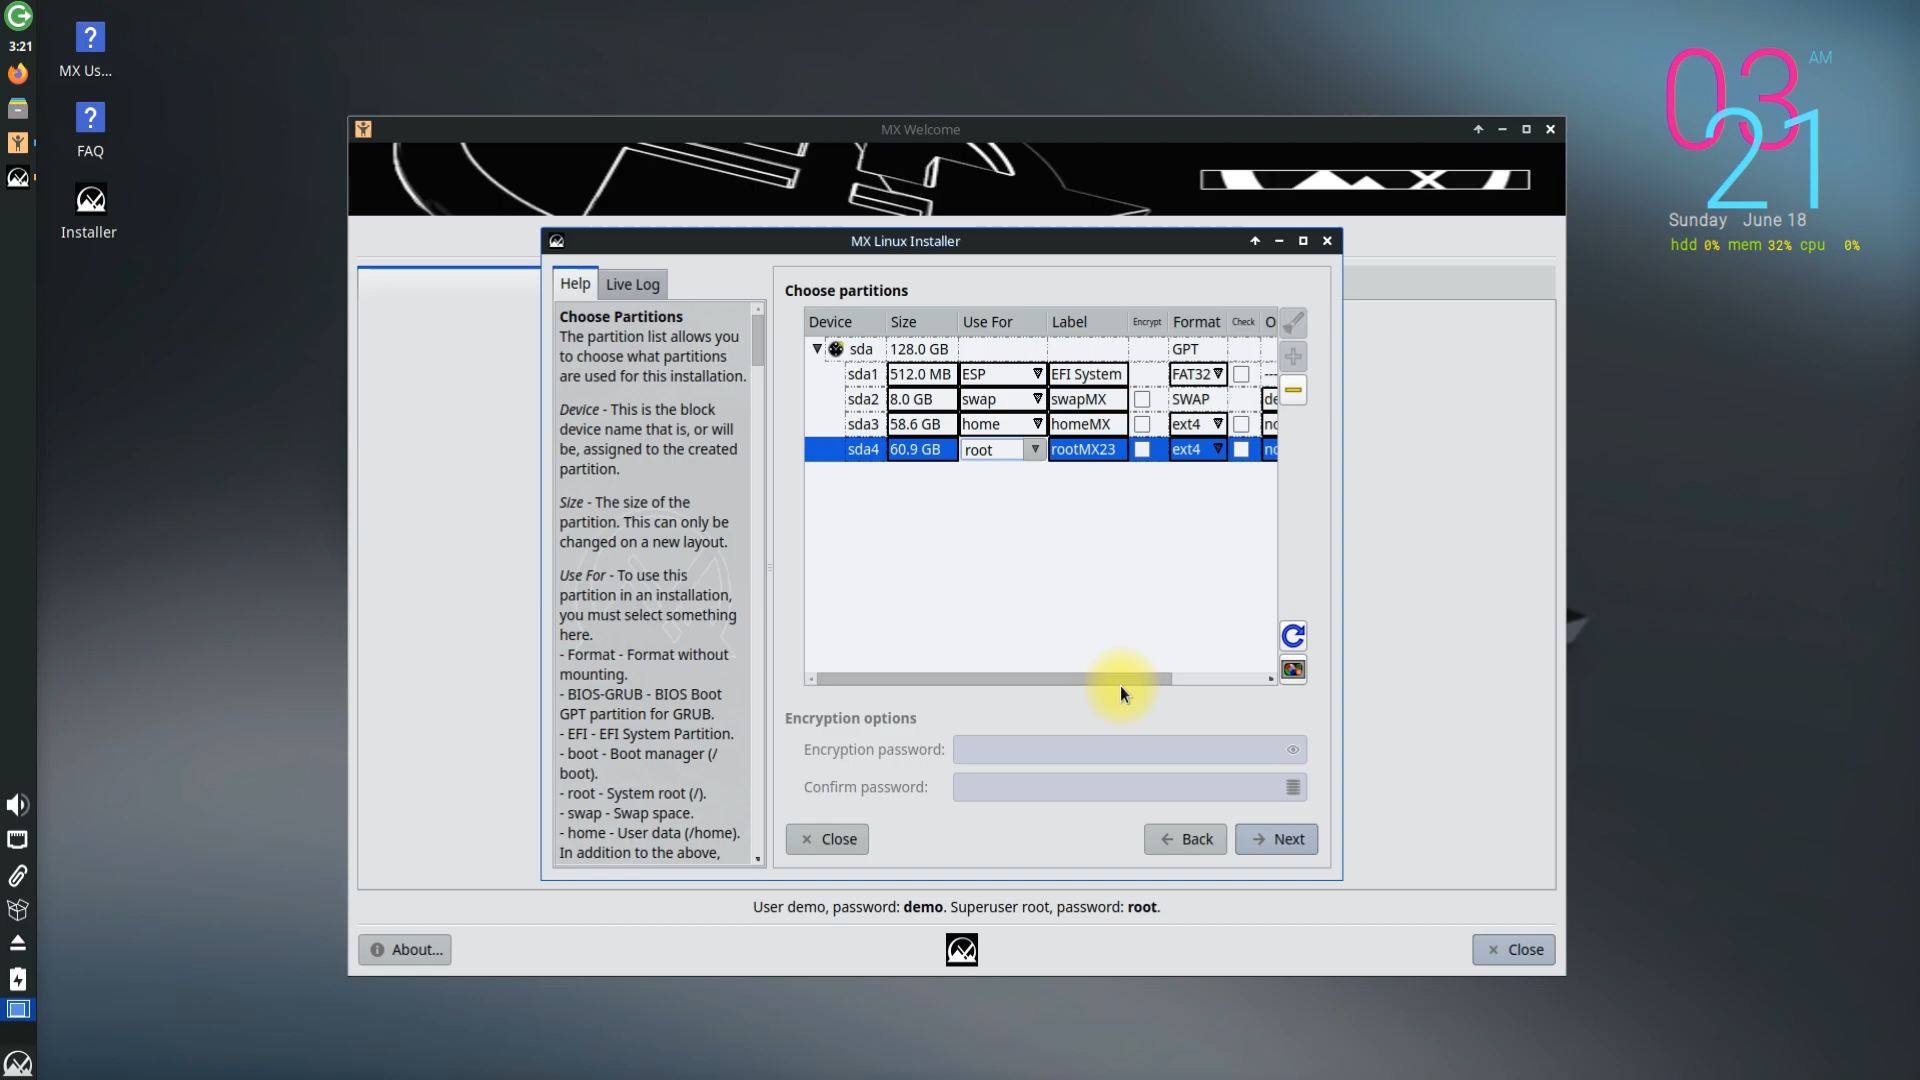 3:21
MX Us...
FAQ
Installer
03
21
AM
Sunday June 18
hdd 0% mem 32% cpu 0%
MX Welcome
MX Linux Installer
Help
Live Log
Choose Partitions
The partition list allows you
to choose what partitions
are used for this installation.
Device - This is the block
device name that is, or will
be, assigned to the created
partition.
Size - The size of the
partition. This can only be
changed on a new layout.
Use For - To use this
partition in an installation,
you must select something
here.
- Format - Format without
mounting.
- BIOS-GRUB - BIOS Boot
GPT partition for GRUB.
- EFI - EFI System Partition.
- boot - Boot manager (/
boot).
- root - System root (/).
- swap - Swap space.
- home - User data (/home).
In addition to the above,
Choose partitions
Device Size Use For Label Encrypt Format Check O
sda 128.0 GB GPT
sda1 512.0 MB ESP EFI System FAT32 ---
sda2 8.0 GB swap swapMX SWAP de
sda3 58.6 GB home homeMX ext4 no
sda4 60.9 GB root rootMX23 ext4 no
Encryption options
Encryption password:
Confirm password:
Close
Back
Next
User demo, password: demo. Superuser root, password: root.
About...
Close